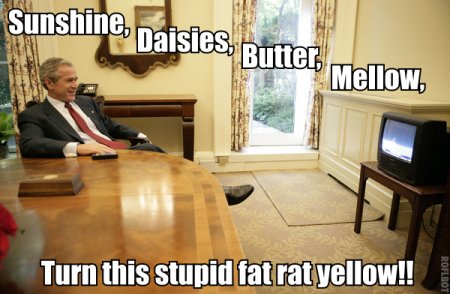 Sunshine,
Daisies,
Butter,
Mellow,
Turn this stupid fat rat yellow!!
ROFLBOT